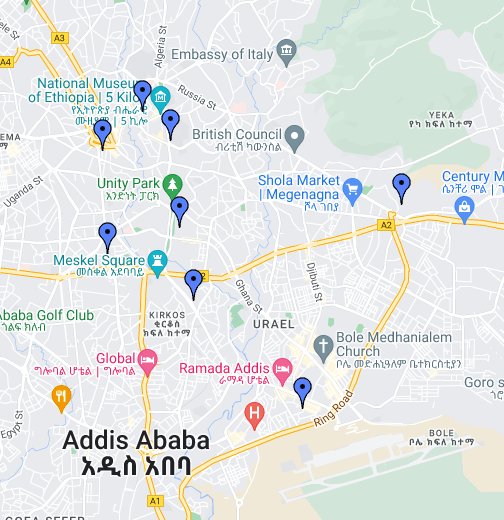 A3
Algeria St
A4
Embassy of Italy
National Museum
of Ethiopia | 5 Kilo
የኢትዮጵያ ብሔራዊ
ሙዚየም | 5 ኪሎ
Russia St
YEKA
የካ ክፍለ ከተማ
British Council
ብሪቲሽ ካውንስል
Uganda St
Unity Park
አንድነት ፓርክ
Shola Market
| Megenagna
ሾላ ገበያ
Century M
ሴንቸሪ ሞል | 
A2
Meskel Square
መስቀል አደባባይ
Djibuti St
Ghana St
Ababa Golf Club
ጎልፍ ክለብ
KIRKOS
ቂርቆስ
ክፍለ ከተማ
URAEL
Bole Medhanialem
Church
ቦሌ መድሀኒዓለም ቤተክርስቲያን
Global
ግሎባል ሆቴል | ግሎባል
Ramada Addis
ራማዳ ሆቴል
Goro s
Ring Road
Egypt St
BOLE
ቦሌ ክፍለ ከተማ
Addis Ababa
አዲስ አበባ
A1
GOFA SEFER